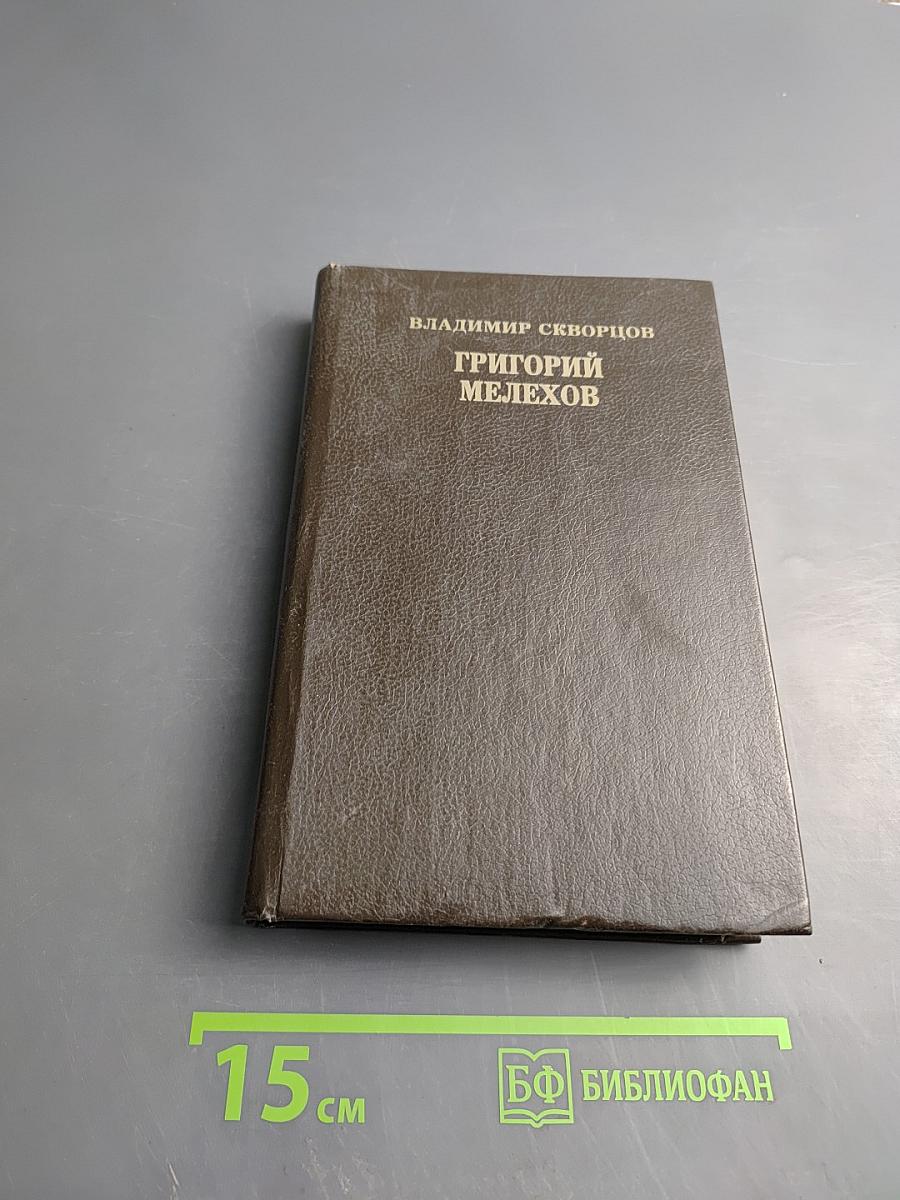 ВЛАДИМИР СКВОРЦОВ
ГРИГОРИЙ
МЕЛЕХОВ
15 см
БФ БИБЛИОФАН